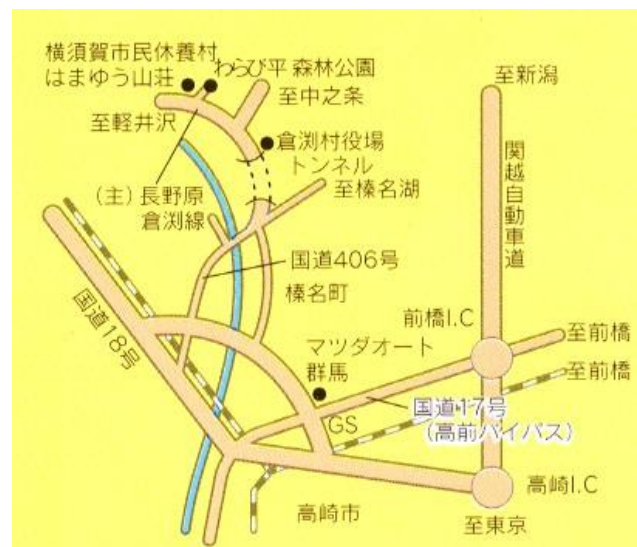 横須賀市民休養村
はまゆう山荘
わらび平 森林公園
至中之条
至新潟
至軽井沢
倉渕村役場
トンネル
至榛名湖
(主)長野原
倉渕線
関越自動車道
国道406号
榛名町
国道18号
前橋I.C
至前橋
マツダオート
群馬
至前橋
GS
国道17号
(高前バイパス)
高崎I.C
高崎市
至東京